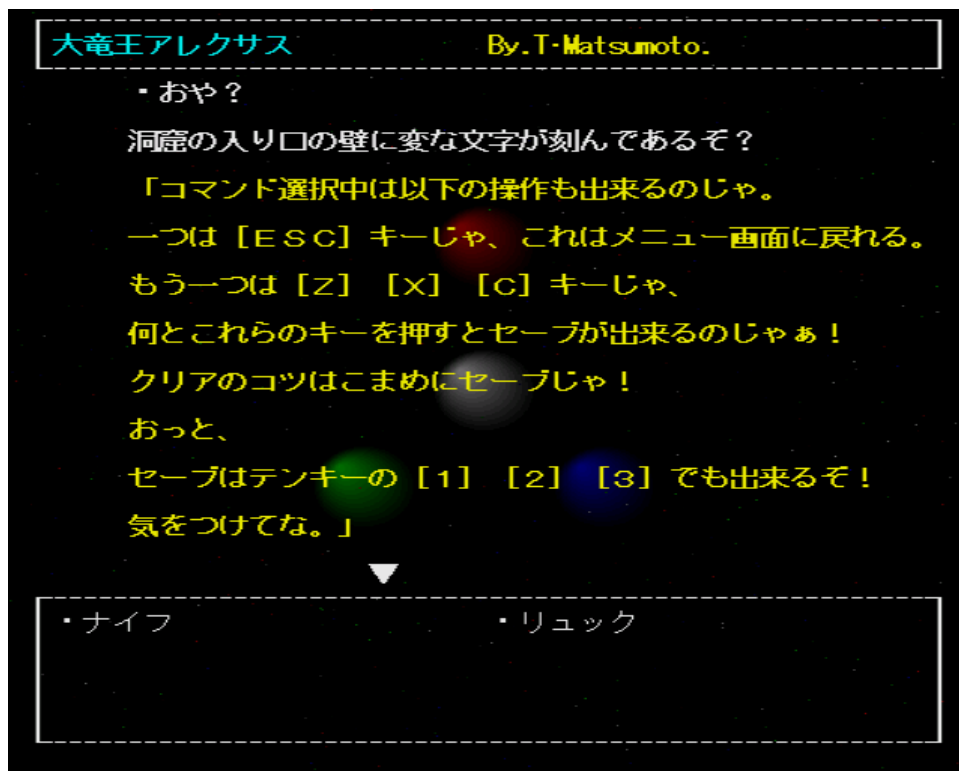 大竜王アレクサス By.T・Matsumoto.
・おや？
洞窟の入り口の壁に変な文字が刻んであるぞ？
「コマンド選択中は以下の操作も出来るのじゃ。
一つは［ＥＳＣ］キーじゃ、これはメニュー画面に戻れる。
もう一つは［Ｚ］［Ｘ］［Ｃ］キーじゃ、
何とこれらのキーを押すとセーブが出来るのじゃぁ！
クリアのコツはこまめにセーブじゃ！
おっと、
セーブはテンキーの［１］［２］［３］でも出来るぞ！
気をつけてな。」
▼
・ナイフ ・リュック